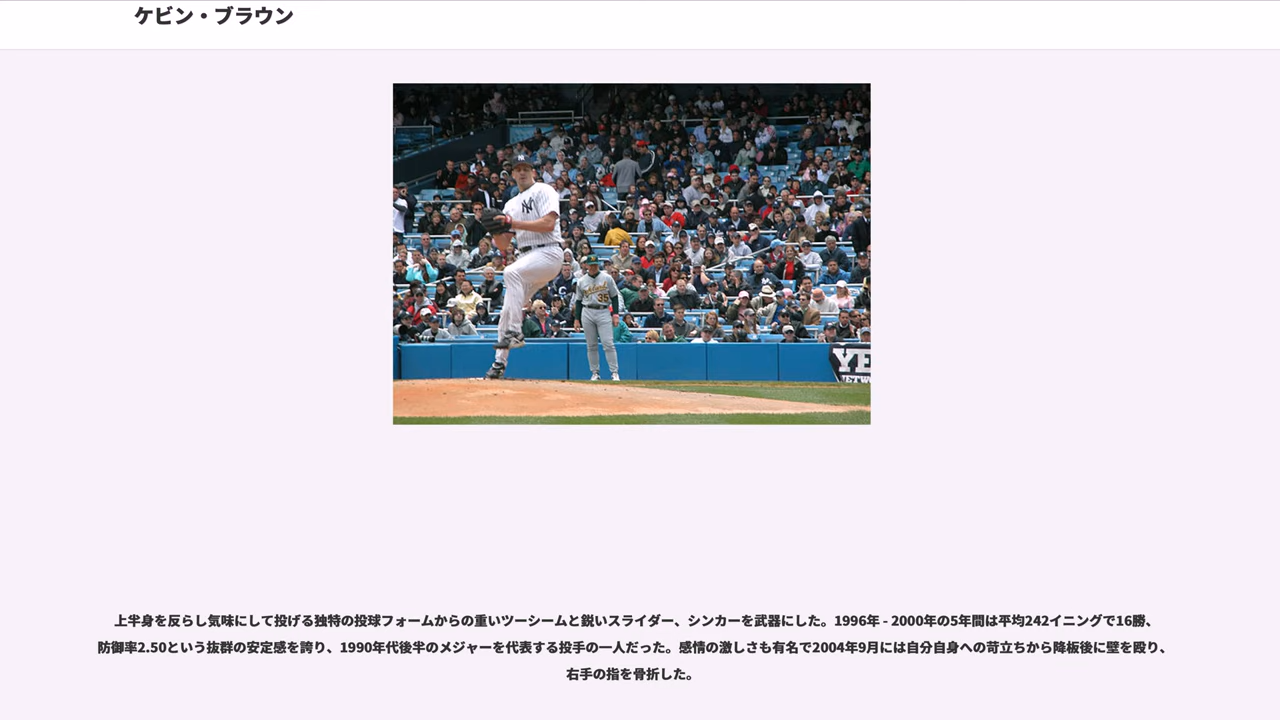 ケビン・ブラウン
NY
NY
35
YE
上半身を反らし気味にして投げる独特の投球フォームからの重いツーシームと鋭いスライダー、シンカーを武器にした。1996年 - 2000年の5年間は平均242イニングで16勝、
防御率2.50という抜群の安定感を誇り、1990年代後半のメジャーを代表する投手の一人だった。感情の激しさも有名で2004年9月には自分自身への苛立ちから降板後に壁を殴り、
右手の指を骨折した。